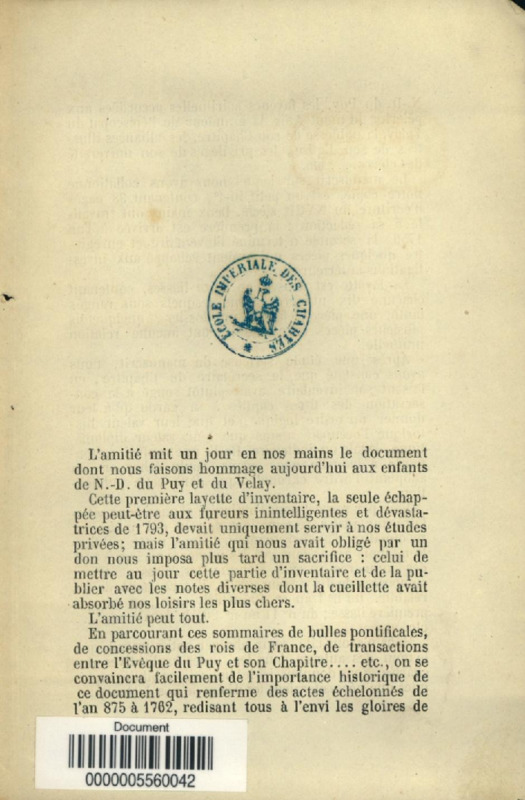 ÉCOLE IMPÉRIALE DES CHARTES
L'amitié mit un jour en nos mains le document
dont nous faisons hommage aujourd'hui aux enfants
de N.-D. du Puy et du Velay.
Cette première layette d'inventaire, la seule échap-
pée peut-être aux fureurs inintelligentes et dévasta-
trices de 1793, devait uniquement servir à nos études
privées; mais l'amitié qui nous avait obligé par un
don nous imposa plus tard un sacrifice : celui de
mettre au jour cette partie d'inventaire et de la pu-
blier avec les notes diverses dont la cueillette avait
absorbé nos loisirs les plus chers.
L'amitié peut tout.
En parcourant ces sommaires de bulles pontificales,
de concessions des rois de France, de transactions
entre l'Evêque du Puy et son Chapitre.... etc., on se
convaincra facilement de l'importance historique de
ce document qui renferme des actes échelonnés de
l'an 875 à 1762, redisant tous à l'envi les gloires de
Document
0000005560042